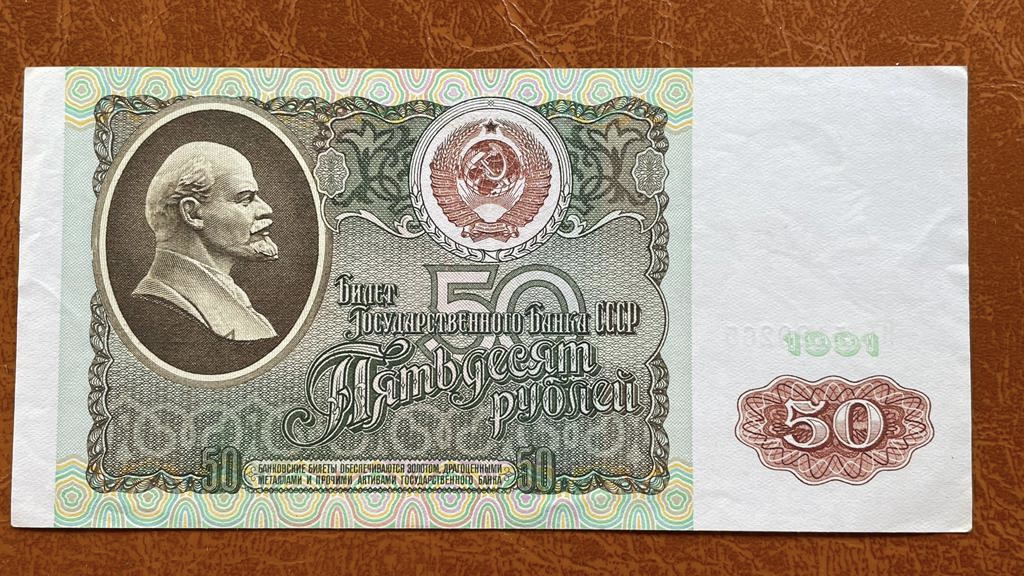 50
Билет
Государственного Банка СССР
Пятьдесят
рублей
1991
50
50
БАНКОВСКИЕ БИЛЕТЫ ОБЕСПЕЧИВАЮТСЯ ЗОЛОТОМ, ДРАГОЦЕННЫМИ
МЕТАЛЛАМИ И ПРОЧИМИ АКТИВАМИ ГОСУДАРСТВЕННОГО БАНКА
50